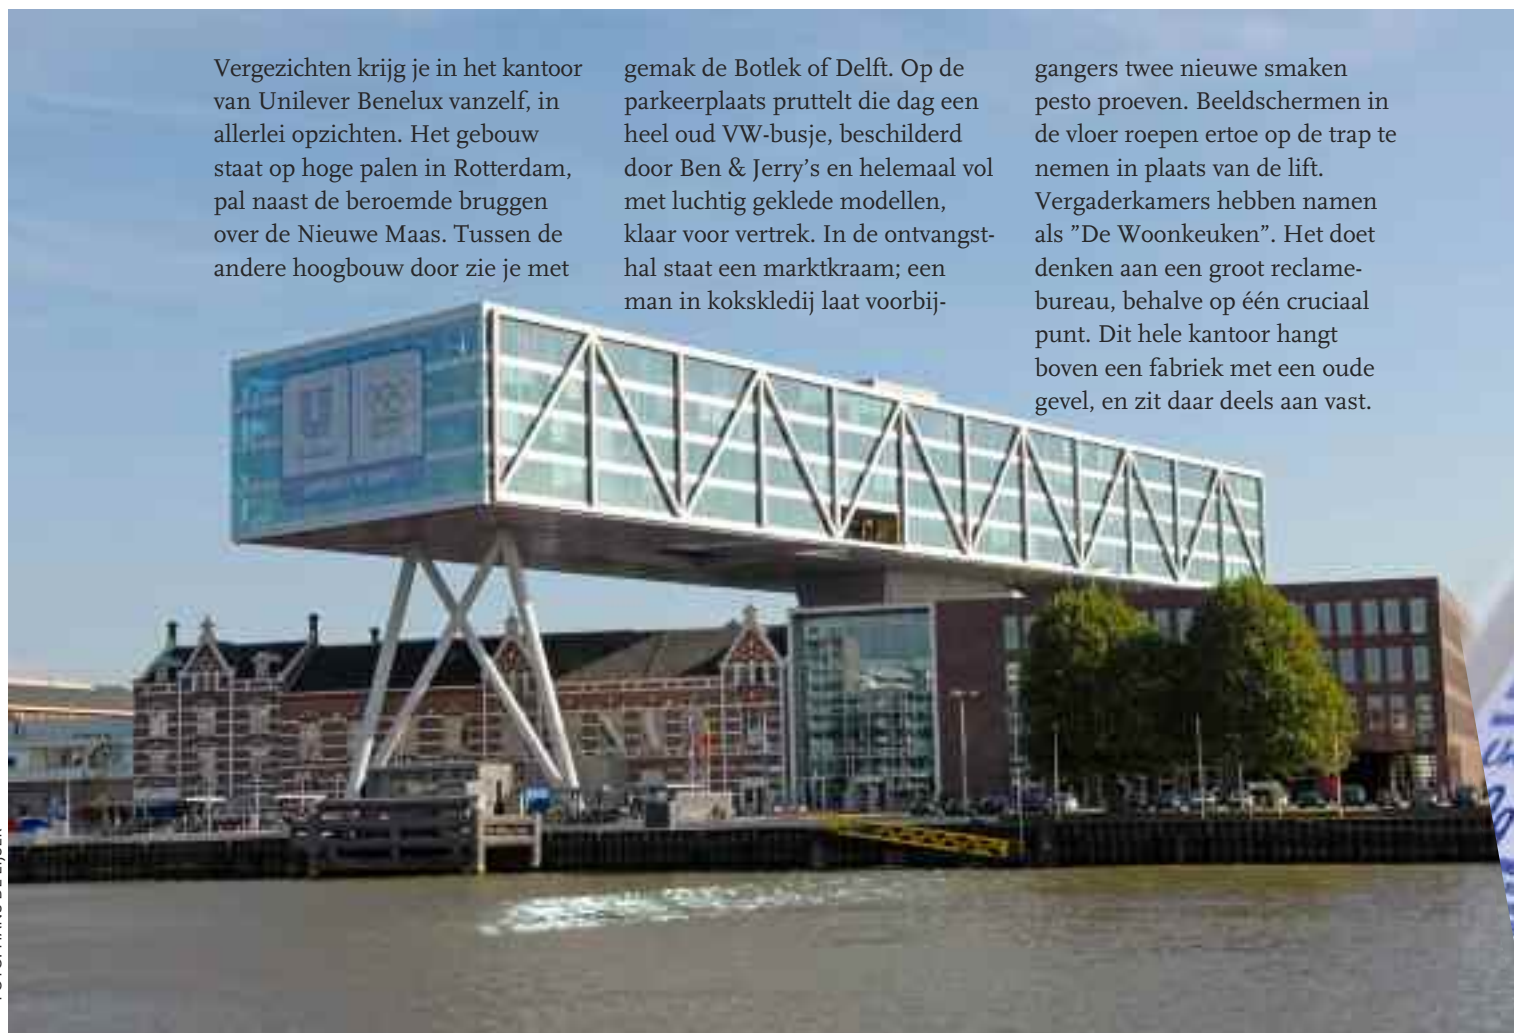 Vergezichten krijg je in het kantoor
van Unilever Benelux vanzelf, in
allerlei opzichten. Het gebouw
staat op hoge palen in Rotterdam,
pal naast de beroemde bruggen
over de Nieuwe Maas. Tussen de
andere hoogbouw door zie je met
gemak de Botlek of Delft. Op de
parkeerplaats pruttelt die dag een
heel oud VW-busje, beschilderd
door Ben & Jerry’s en helemaal vol
met luchtig geklede modellen,
klaar voor vertrek. In de ontvangst-
hal staat een marktkraam; een
man in kokskledij laat voorbij-
gangers twee nieuwe smaken
pesto proeven. Beeldschermen in
de vloer roepen ertoe op de trap te
nemen in plaats van de lift.
Vergaderkamers hebben namen
als ”De Woonkeuken”. Het doet
denken aan een groot reclame-
bureau, behalve op één cruciaal
punt. Dit hele kantoor hangt
boven een fabriek met een oude
gevel, en zit daar deels aan vast.